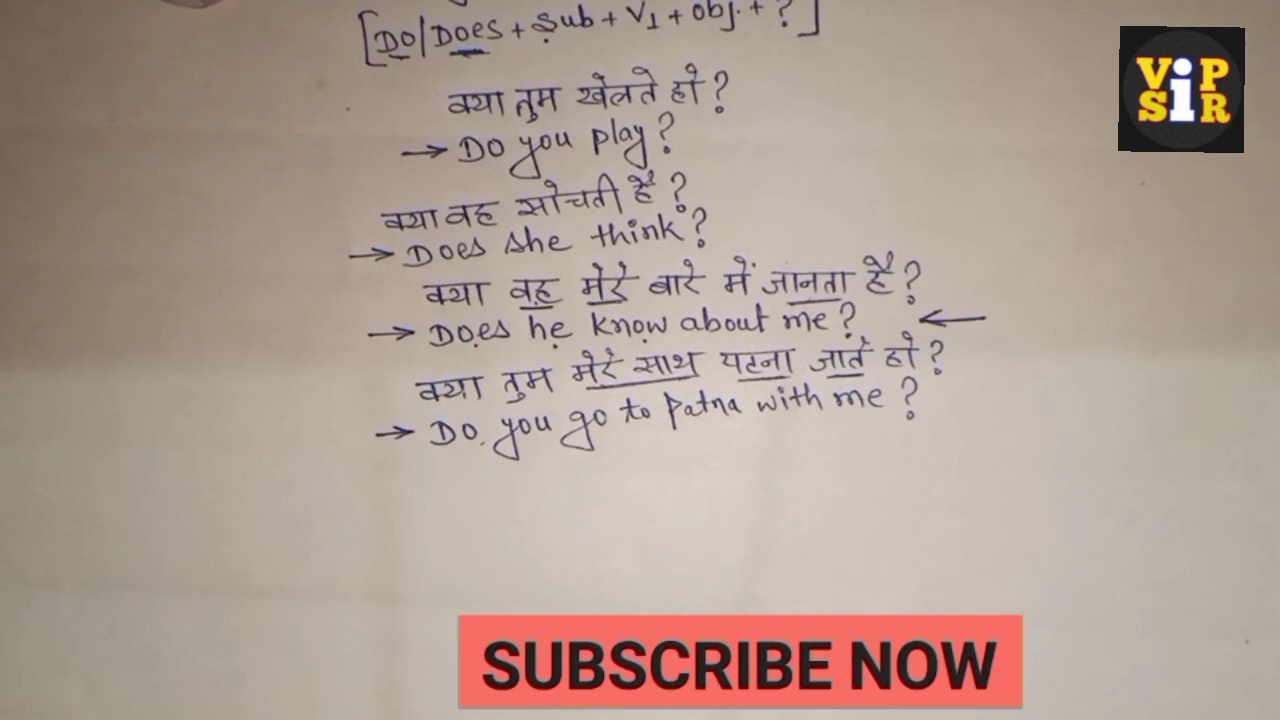 [Do/Does + Sub + V1 + obj. + ?]
क्या तुम खेलते हो?
→ Do you play?
क्या वह सोचती है?
→ Does she think?
क्या वह मेरे बारे में जानता है?
→ Does he know about me? ←
क्या तुम मेरे साथ पटना जाते हो?
→ Do you go to Patna with me?
ViP
SiR
SUBSCRIBE NOW